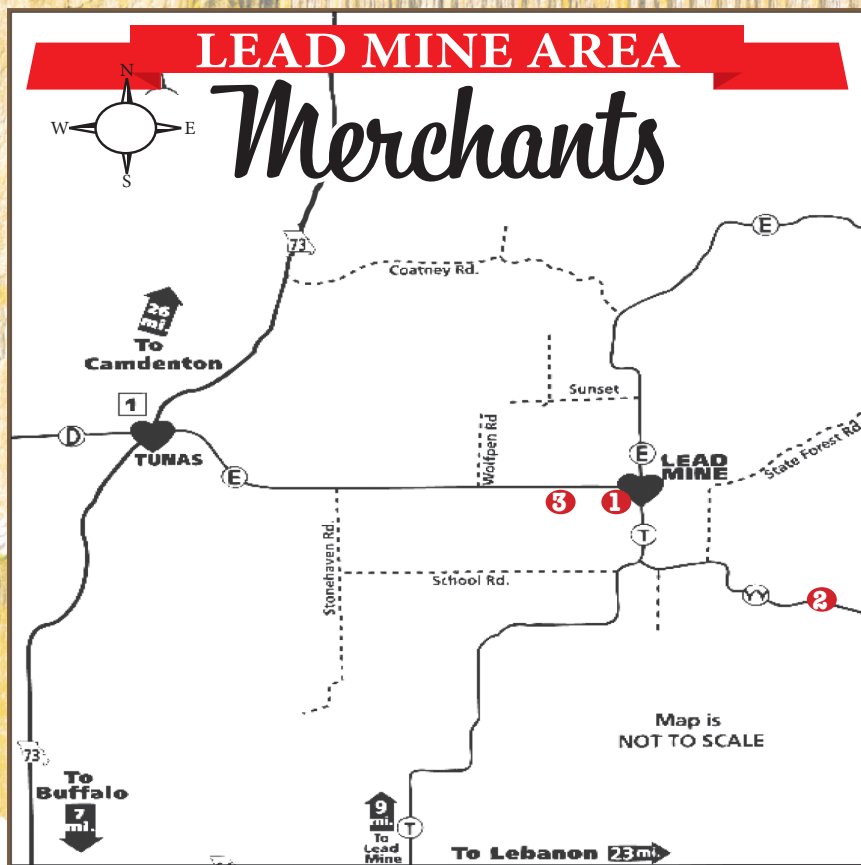 LEAD MINE AREA
Merchants
N
W
E
S
E
73
Coatney Rd.
26
mi.
To
Camdenton
Sunset
1
D
TUNAS
Wolfpen Rd
E
E
LEAD
MINE
State Forest Rd
3
1
Stonehaven Rd.
T
School Rd.
YY
2
Map is
NOT TO SCALE
73
To
Buffalo
7
mi.
9
mi.
To
Lead
Mine
T
To Lebanon
23 mi.